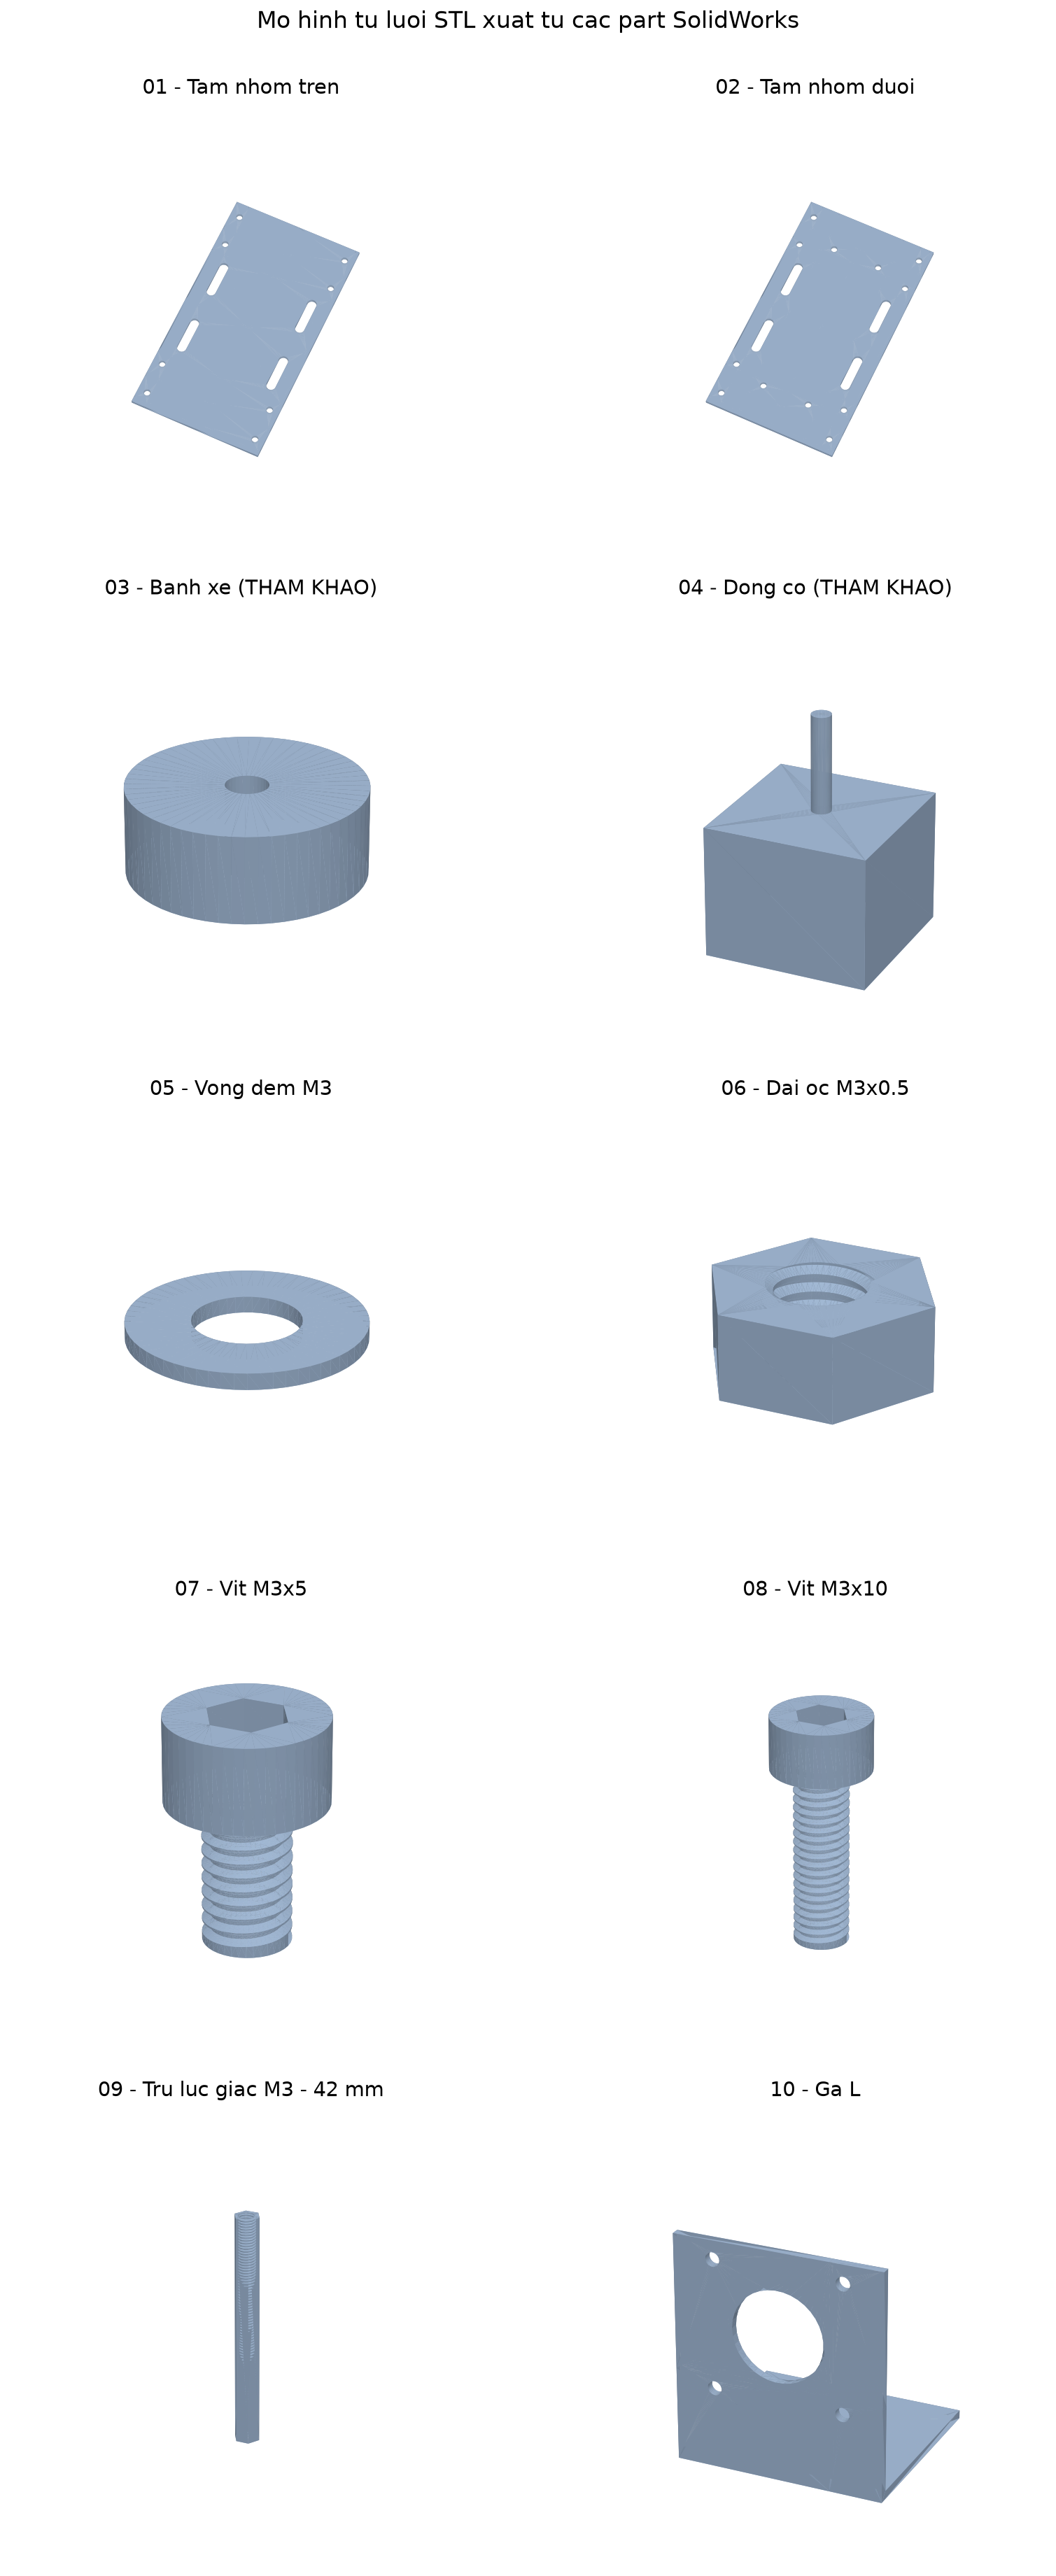 Mo hinh tu luoi STL xuat tu cac part SolidWorks
01 - Tam nhom tren
02 - Tam nhom duoi
03 - Banh xe (THAM KHAO)
04 - Dong co (THAM KHAO)
05 - Vong dem M3
06 - Dai oc M3x0.5
07 - Vit M3x5
08 - Vit M3x10
09 - Tru luc giac M3 - 42 mm
10 - Ga L